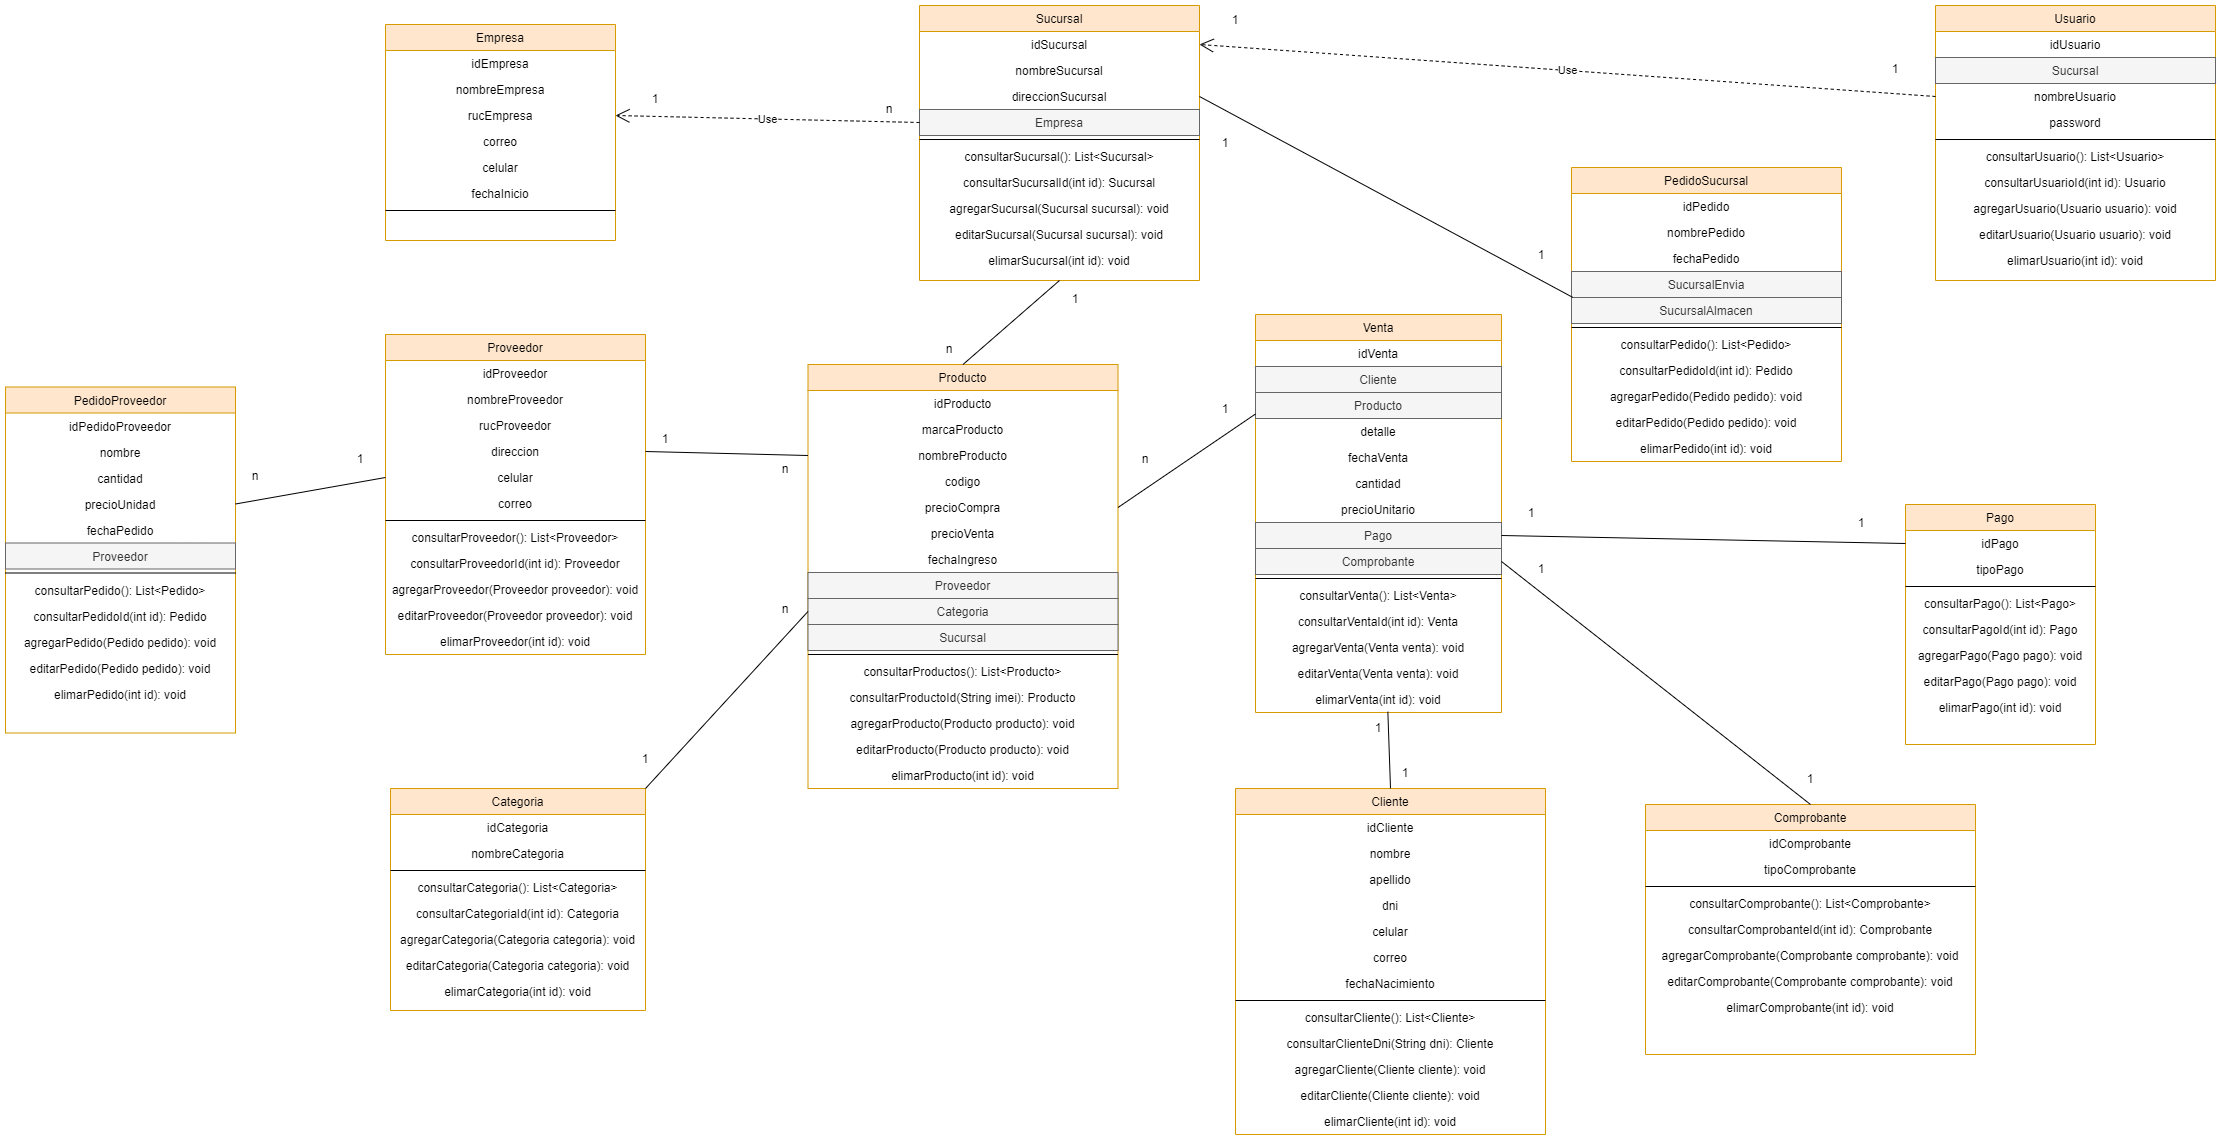 Empresa
idEmpresa
nombreEmpresa
rucEmpresa
correo
celular
fechaInicio
1
Use
n
Sucursal
idSucursal
nombreSucursal
direccionSucursal
Empresa
consultarSucursal(): List<Sucursal>
consultarSucursalId(int id): Sucursal
agregarSucursal(Sucursal sucursal): void
editarSucursal(Sucursal sucursal): void
elimarSucursal(int id): void
1
Use
1
Usuario
idUsuario
Sucursal
nombreUsuario
password
consultarUsuario(): List<Usuario>
consultarUsuarioId(int id): Usuario
agregarUsuario(Usuario usuario): void
editarUsuario(Usuario usuario): void
elimarUsuario(int id): void
1
1
PedidoSucursal
idPedido
nombrePedido
fechaPedido
SucursalEnvia
SucursalAlmacen
consultarPedido(): List<Pedido>
consultarPedidoId(int id): Pedido
agregarPedido(Pedido pedido): void
editarPedido(Pedido pedido): void
elimarPedido(int id): void
1
n
PedidoProveedor
idPedidoProveedor
nombre
cantidad
precioUnidad
fechaPedido
Proveedor
consultarPedido(): List<Pedido>
consultarPedidoId(int id): Pedido
agregarPedido(Pedido pedido): void
editarPedido(Pedido pedido): void
elimarPedido(int id): void
n
1
Proveedor
idProveedor
nombreProveedor
rucProveedor
direccion
celular
correo
consultarProveedor(): List<Proveedor>
consultarProveedorId(int id): Proveedor
agregarProveedor(Proveedor proveedor): void
editarProveedor(Proveedor proveedor): void
elimarProveedor(int id): void
1
n
Producto
idProducto
marcaProducto
nombreProducto
codigo
precioCompra
precioVenta
fechaIngreso
Proveedor
Categoria
Sucursal
consultarProductos(): List<Producto>
consultarProductoId(String imei): Producto
agregarProducto(Producto producto): void
editarProducto(Producto producto): void
elimarProducto(int id): void
n
1
Venta
idVenta
Cliente
Producto
detalle
fechaVenta
cantidad
precioUnitario
Pago
Comprobante
consultarVenta(): List<Venta>
consultarVentaId(int id): Venta
agregarVenta(Venta venta): void
editarVenta(Venta venta): void
elimarVenta(int id): void
1
1
Pago
idPago
tipoPago
consultarPago(): List<Pago>
consultarPagoId(int id): Pago
agregarPago(Pago pago): void
editarPago(Pago pago): void
elimarPago(int id): void
n
1
Categoria
idCategoria
nombreCategoria
consultarCategoria(): List<Categoria>
consultarCategoriaId(int id): Categoria
agregarCategoria(Categoria categoria): void
editarCategoria(Categoria categoria): void
elimarCategoria(int id): void
1
1
Cliente
idCliente
nombre
apellido
dni
celular
correo
fechaNacimiento
consultarCliente(): List<Cliente>
consultarClienteDni(String dni): Cliente
agregarCliente(Cliente cliente): void
editarCliente(Cliente cliente): void
elimarCliente(int id): void
1
1
Comprobante
idComprobante
tipoComprobante
consultarComprobante(): List<Comprobante>
consultarComprobanteId(int id): Comprobante
agregarComprobante(Comprobante comprobante): void
editarComprobante(Comprobante comprobante): void
elimarComprobante(int id): void